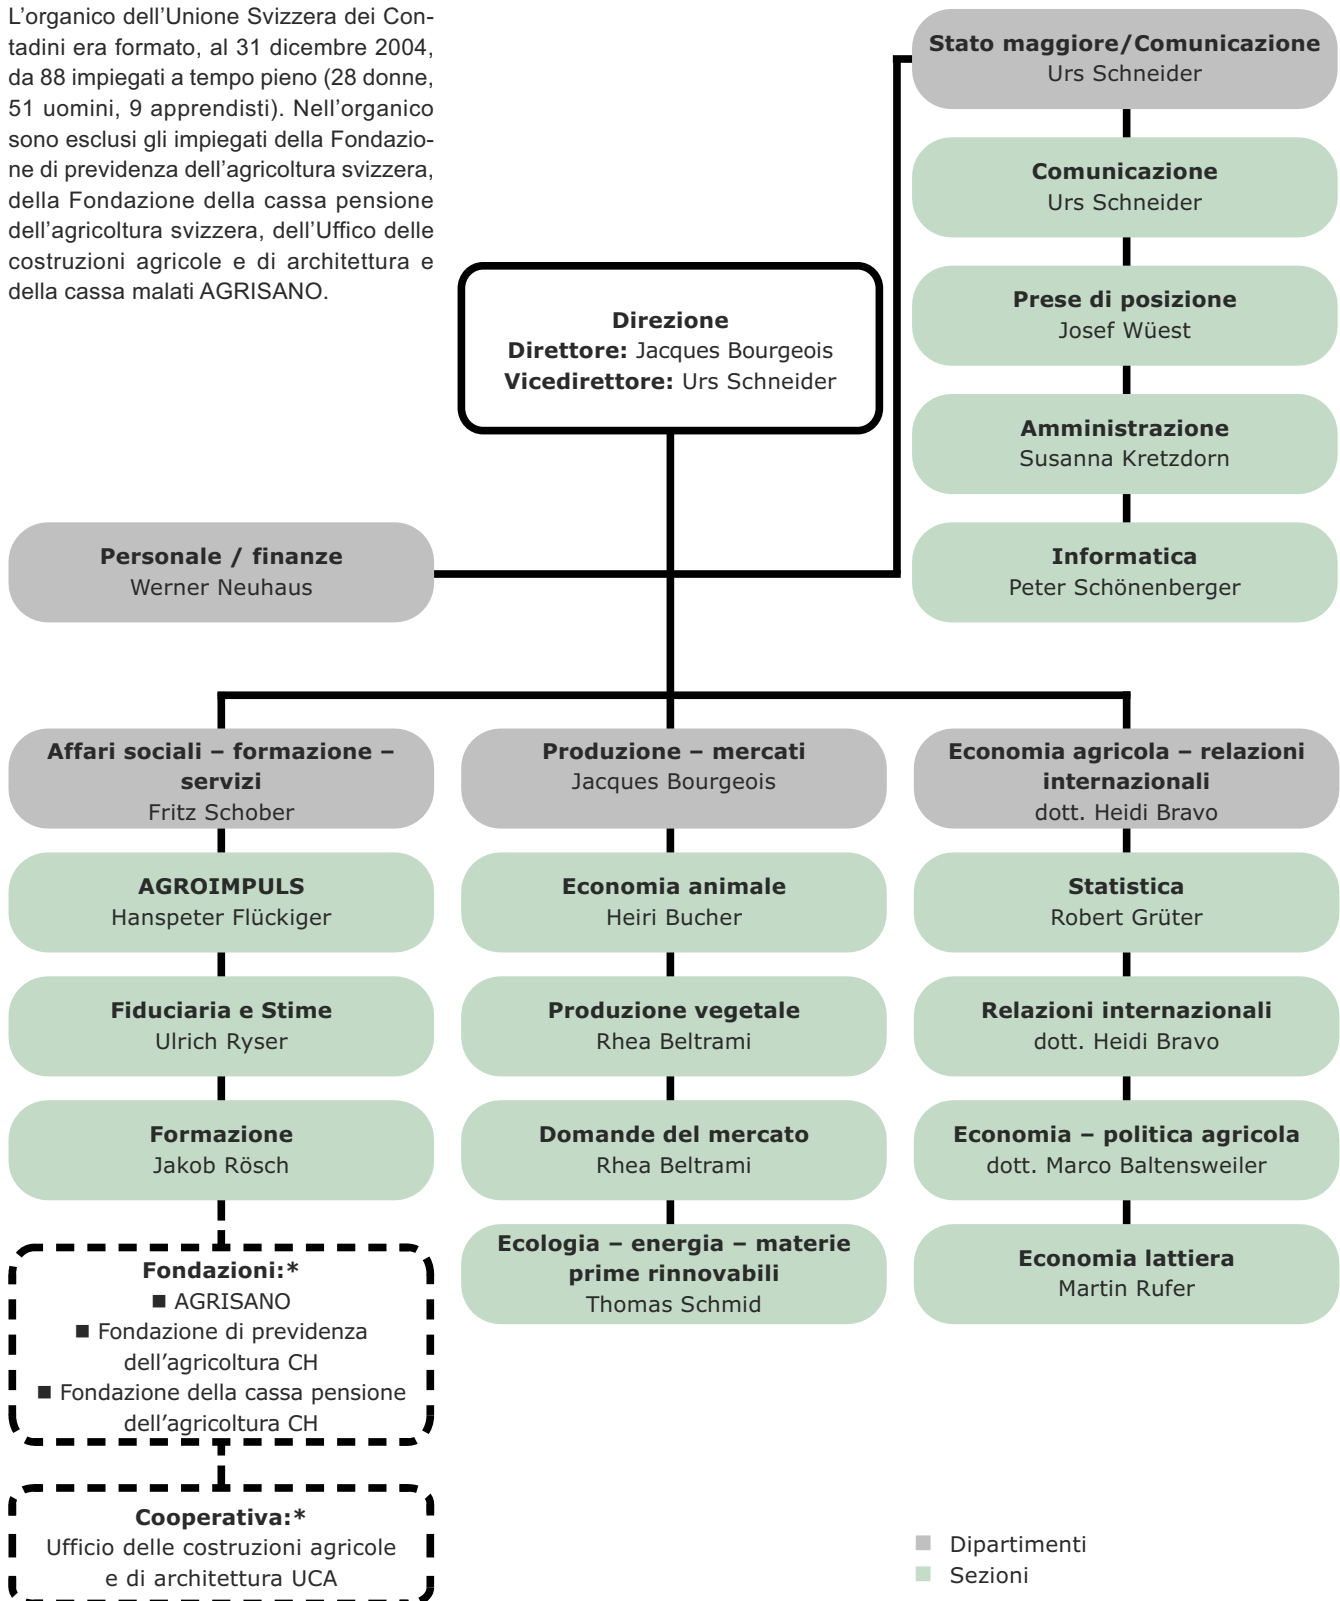 L'organico dell'Unione Svizzera dei Con-
tadini era formato, al 31 dicembre 2004,
da 88 impiegati a tempo pieno (28 donne,
51 uomini, 9 apprendisti). Nell'organico
sono esclusi gli impiegati della Fondazio-
ne di previdenza dell'agricoltura svizzera,
della Fondazione della cassa pensione
dell'agricoltura svizzera, dell'Uffico delle
costruzioni agricole e di architettura e
della cassa malati AGRISANO.
Stato maggiore/Comunicazione
Urs Schneider
Comunicazione
Urs Schneider
Prese di posizione
Josef Wüest
Amministrazione
Susanna Kretzdorn
Informatica
Peter Schönenberger
Direzione
Direttore: Jacques Bourgeois
Vicedirettore: Urs Schneider
Personale / finanze
Werner Neuhaus
Affari sociali – formazione –
servizi
Fritz Schober
AGROIMPULS
Hanspeter Flückiger
Fiduciaria e Stime
Ulrich Ryser
Formazione
Jakob Rösch
Fondazioni:*
■ AGRISANO
■ Fondazione di previdenza
dell'agricoltura CH
■ Fondazione della cassa pensione
dell'agricoltura CH
Cooperativa:*
Ufficio delle costruzioni agricole
e di architettura UCA
Produzione – mercati
Jacques Bourgeois
Economia animale
Heiri Bucher
Produzione vegetale
Rhea Beltrami
Domande del mercato
Rhea Beltrami
Ecologia – energia – materie
prime rinnovabili
Thomas Schmid
Economia agricola – relazioni
internazionali
dott. Heidi Bravo
Statistica
Robert Grüter
Relazioni internazionali
dott. Heidi Bravo
Economia – politica agricola
dott. Marco Baltensweiler
Economia lattiera
Martin Rufer
Dipartimenti
Sezioni